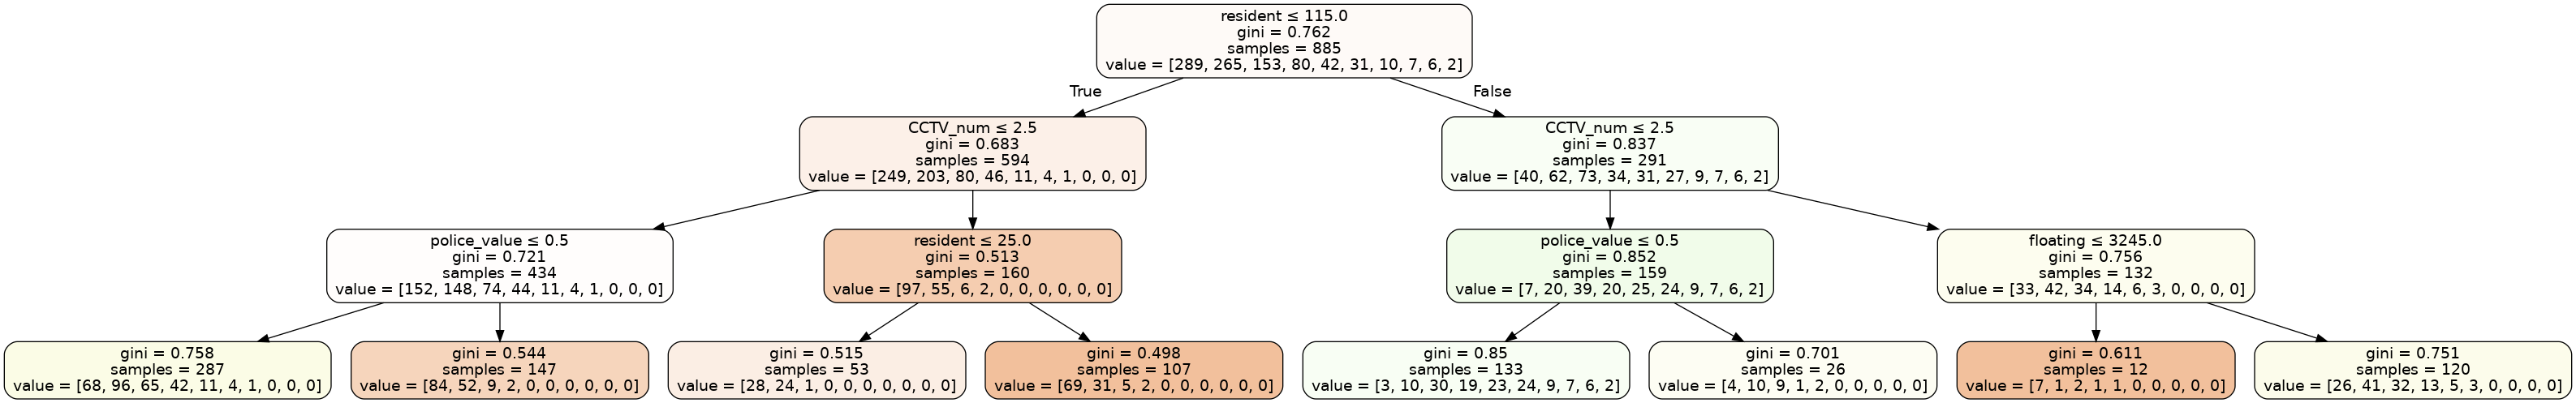 resident ≤ 115.0
gini = 0.762
samples = 885
value = [289, 265, 153, 80, 42, 31, 10, 7, 6, 2]
True
False
CCTV_num ≤ 2.5
gini = 0.683
samples = 594
value = [249, 203, 80, 46, 11, 4, 1, 0, 0, 0]
CCTV_num ≤ 2.5
gini = 0.837
samples = 291
value = [40, 62, 73, 34, 31, 27, 9, 7, 6, 2]
police_value ≤ 0.5
gini = 0.721
samples = 434
value = [152, 148, 74, 44, 11, 4, 1, 0, 0, 0]
resident ≤ 25.0
gini = 0.513
samples = 160
value = [97, 55, 6, 2, 0, 0, 0, 0, 0, 0]
police_value ≤ 0.5
gini = 0.852
samples = 159
value = [7, 20, 39, 20, 25, 24, 9, 7, 6, 2]
floating ≤ 3245.0
gini = 0.756
samples = 132
value = [33, 42, 34, 14, 6, 3, 0, 0, 0, 0]
gini = 0.758
samples = 287
value = [68, 96, 65, 42, 11, 4, 1, 0, 0, 0]
gini = 0.544
samples = 147
value = [84, 52, 9, 2, 0, 0, 0, 0, 0, 0]
gini = 0.515
samples = 53
value = [28, 24, 1, 0, 0, 0, 0, 0, 0, 0]
gini = 0.498
samples = 107
value = [69, 31, 5, 2, 0, 0, 0, 0, 0, 0]
gini = 0.85
samples = 133
value = [3, 10, 30, 19, 23, 24, 9, 7, 6, 2]
gini = 0.701
samples = 26
value = [4, 10, 9, 1, 2, 0, 0, 0, 0, 0]
gini = 0.611
samples = 12
value = [7, 1, 2, 1, 1, 0, 0, 0, 0, 0]
gini = 0.751
samples = 120
value = [26, 41, 32, 13, 5, 3, 0, 0, 0, 0]